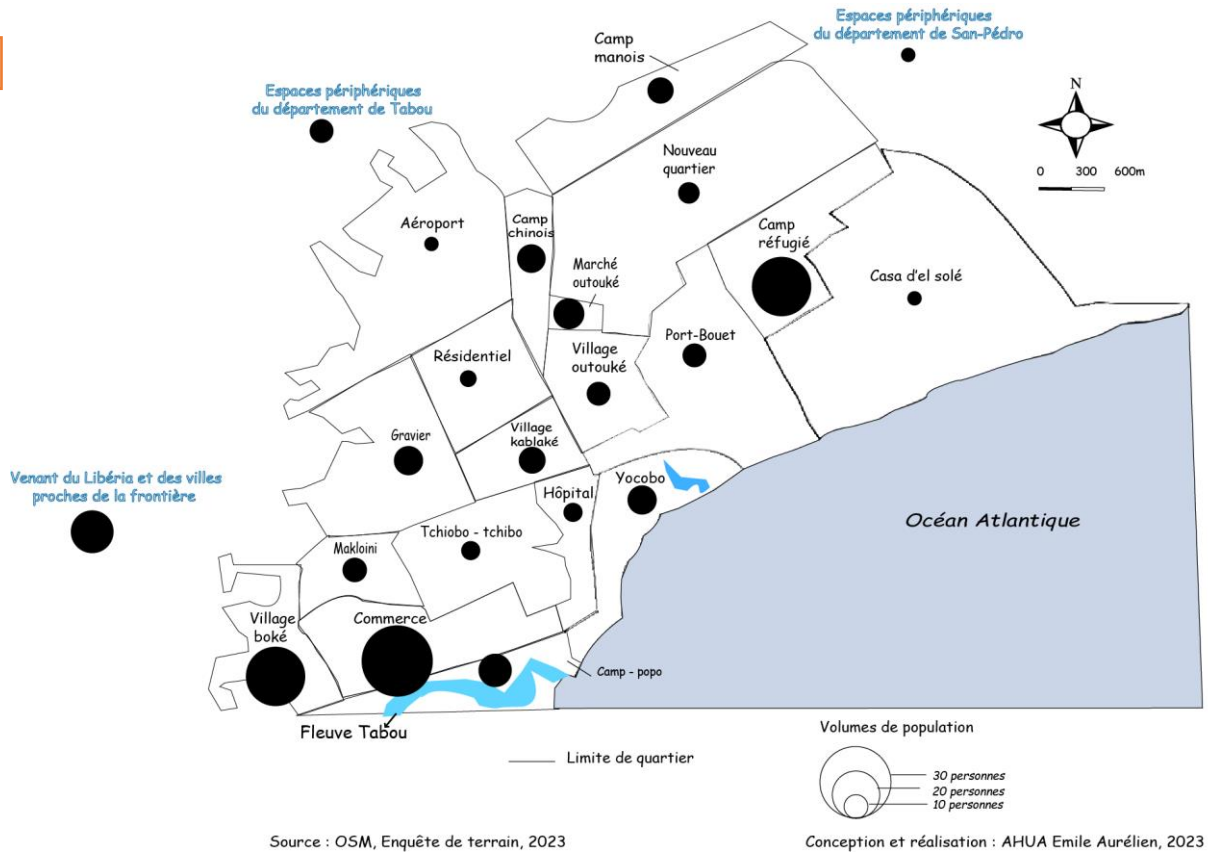 Espaces périphériques
du département de San-Pédro
Camp
manois
Espaces périphériques
du département de Tabou
N
0 300 600m
Nouveau
quartier
Aéroport
Camp
chinois
Camp
réfugié
Marché
outouké
Casa d'el solé
Port-Bouet
Résidentiel
Village
outouké
Gravier
Village
kablaké
Venant du Libéria et des villes
proches de la frontière
Hôpital
Yocobo
Océan Atlantique
Tchiobo - tchibo
Makloini
Village
boké
Commerce
Camp - popo
Fleuve Tabou
Limite de quartier
Volumes de population
30 personnes
20 personnes
10 personnes
Source : OSM, Enquête de terrain, 2023
Conception et réalisation : AHUA Emile Aurélien, 2023